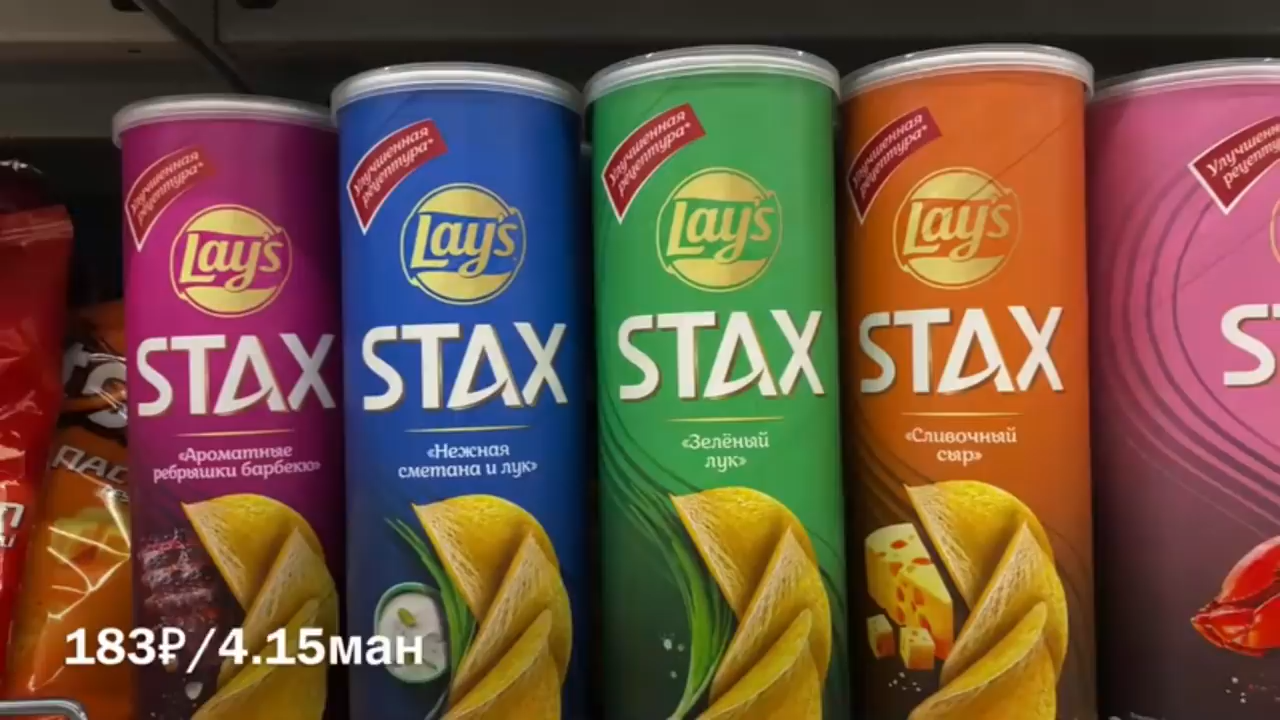 Улучшенная
рецептура*
Lay's
STAX
«Ароматные
ребрышки барбекю»
Улучшенная
рецептура*
Lay's
STAX
«Нежная
сметана и лук»
Улучшенная
рецептура*
Lay's
STAX
«Зелёный
лук»
Улучшенная
рецептура*
Lay's
STAX
«Сливочный
сыр»
Улучшенная
рецептура*
183₽/4.15ман